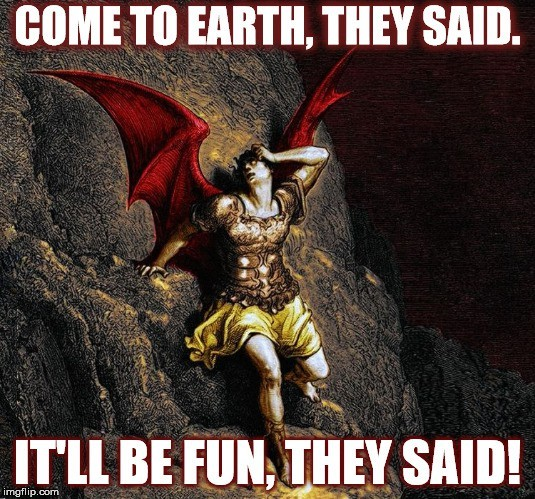 COME TO EARTH, THEY SAID.
IT'LL BE FUN, THEY SAID!
imgflip.com